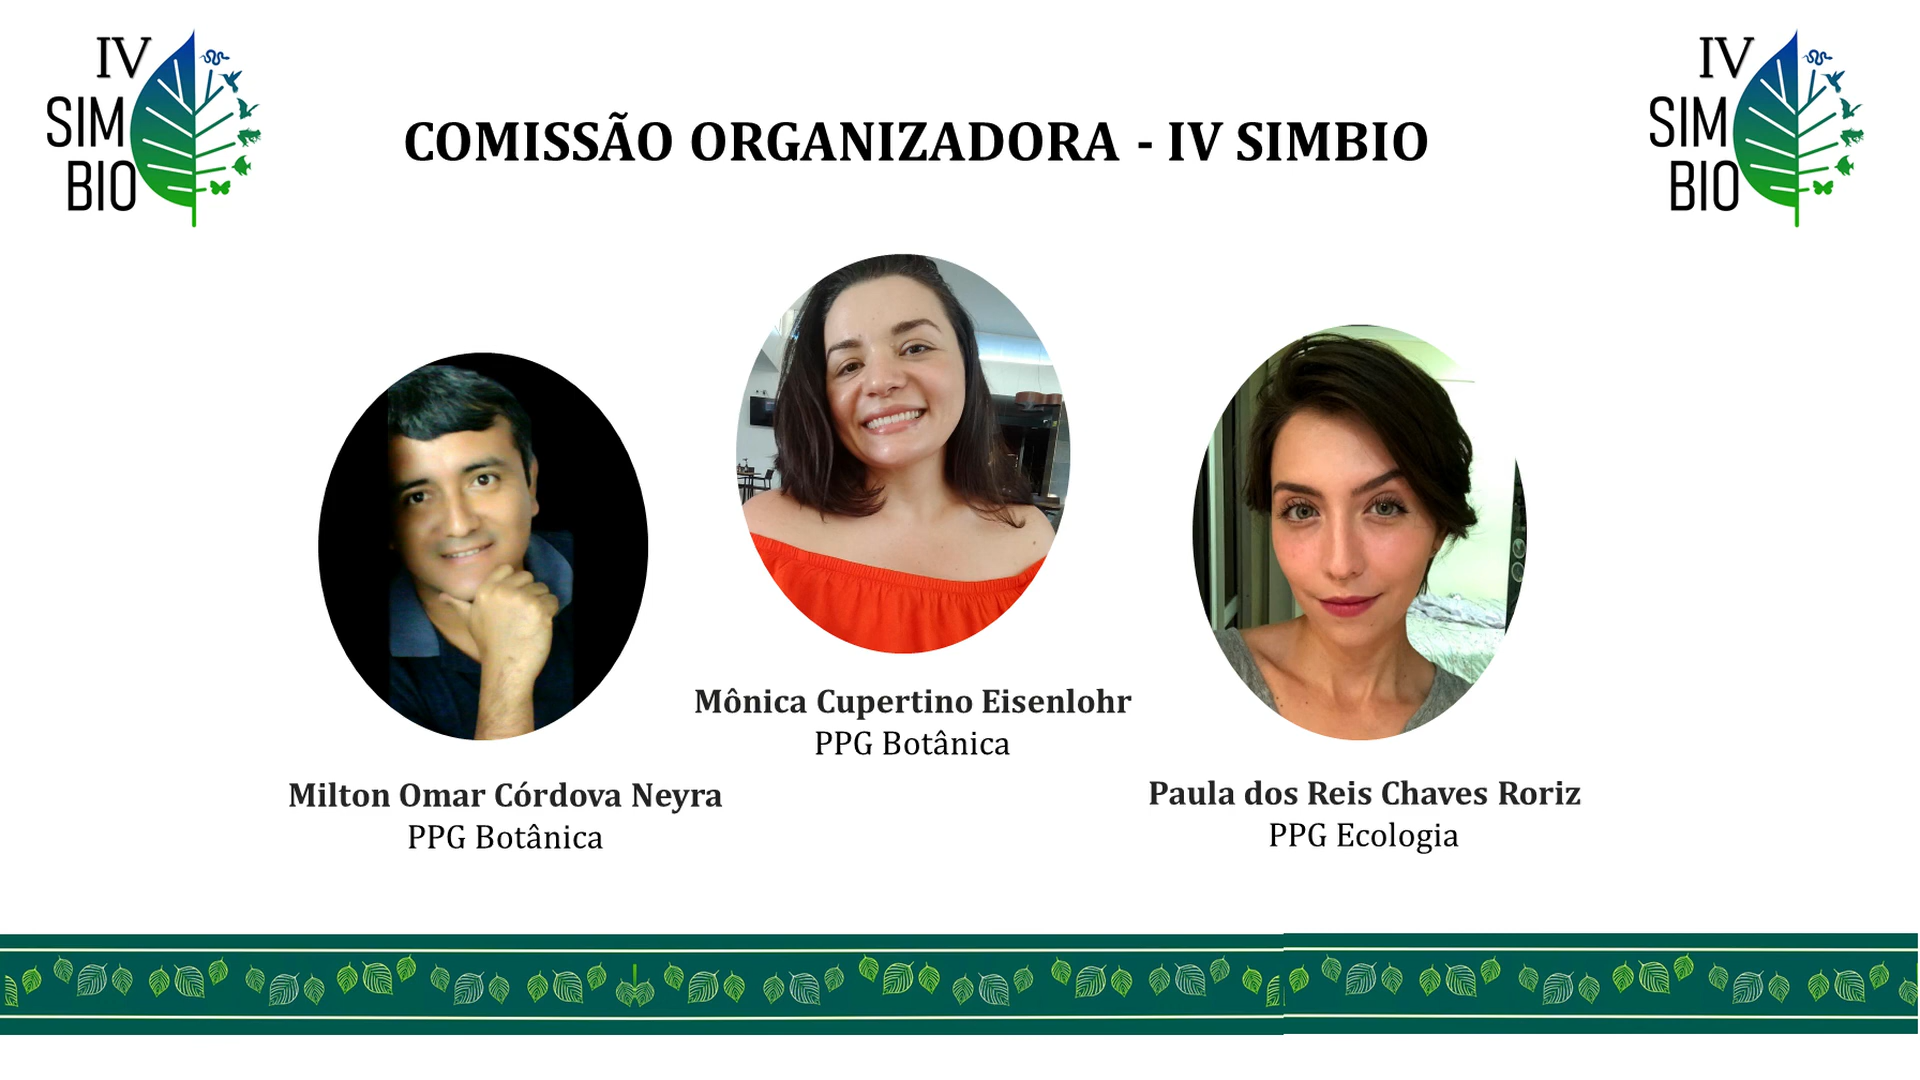 IV
SIM
BIO
COMISSÃO ORGANIZADORA - IV SIMBIO
IV
SIM
BIO
Mônica Cupertino Eisenlohr
PPG Botânica
Milton Omar Córdova Neyra
PPG Botânica
Paula dos Reis Chaves Roriz
PPG Ecologia